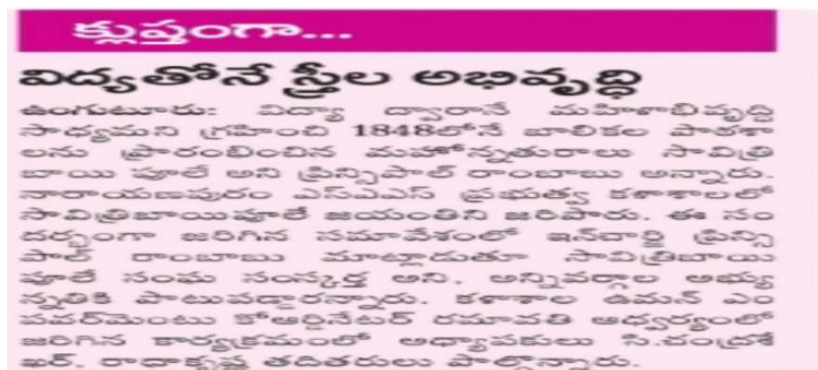 క్లుప్తంగా...
విద్యతోనే స్త్రీల అభివృద్ధి
ఉంగుటూరు: విద్యా ద్వారానే మహిళాభివృద్ధి
సాధ్యమని గ్రహించి 1848లోనే బాలికల పాఠశా
లను ప్రారంభించిన మహోన్నతురాలు సావిత్రి
బాయి పూలే అని ప్రిన్సిపాల్ రాంబాబు అన్నారు.
నారాయణపురం ఎస్ఎఎస్ ప్రభుత్వ కళాశాలలో
సావిత్రిబాయిపూలే జయంతిని జరిపారు. ఈ సం
దర్భంగా జరిగిన సమావేశంలో ఇన్‌చార్జి ప్రిన్సి
పాల్ రాంబాబు మాట్లాడుతూ సావిత్రిబాయి
పూలే సంఘ సంస్కర్త అని, అన్నివర్గాల అభ్యు
న్నతికి పాటుపడ్డారన్నారు. కళాశాల ఉమన్ ఎం
పవర్‌మెంటు కోఆర్డినేటర్ రమావతి ఆధ్వర్యంలో
జరిగిన కార్యక్రమంలో అధ్యాపకులు సి.చంద్రశే
ఖర్, రాధాకృష్ణ తదితరులు పాల్గొన్నారు.